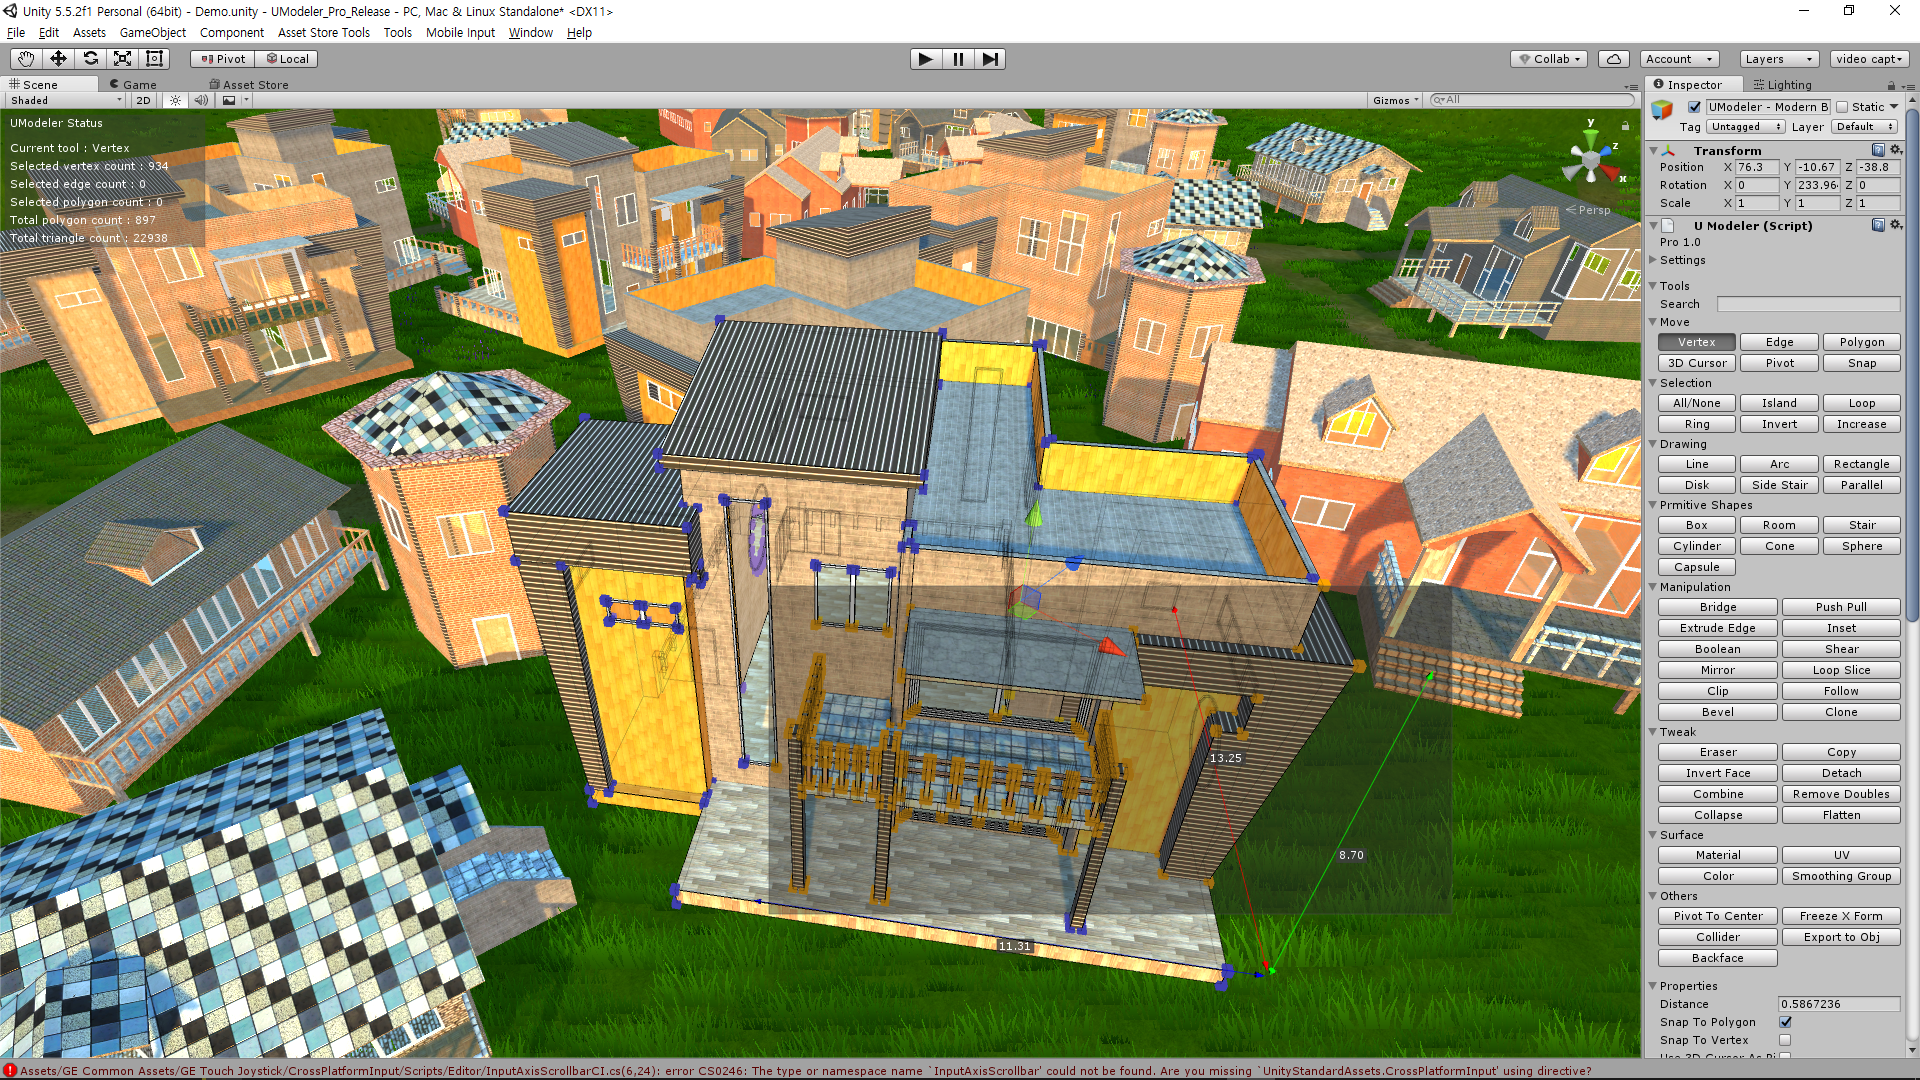 Unity 5.5.2f1 Personal (64bit) - Demo.unity - UModeler_Pro_Release - PC, Mac & Linux Standalone* <DX11>
File Edit Assets GameObject Component Asset Store Tools Tools Mobile Input Window Help
Pivot Local Collab Account Layers video capt
Scene Game Asset Store
Shaded 2D Gizmos All
UModeler Status
Current tool : Vertex
Selected vertex count : 934
Selected edge count : 0
Selected polygon count : 0
Total polygon count : 897
Total triangle count : 22938
y
z
x
Persp
13.25
8.70
11.31
Inspector Lighting
UModeler - Modern B Static
Tag Untagged Layer Default
Transform
Position X 76.3 Y -10.67 Z -38.8
Rotation X 0 Y 233.96 Z 0
Scale X 1 Y 1 Z 1
U Modeler (Script)
Pro 1.0
Settings
Tools
Search
Move
Vertex Edge Polygon
3D Cursor Pivot Snap
Selection
All/None Island Loop
Ring Invert Increase
Drawing
Line Arc Rectangle
Disk Side Stair Parallel
Prmitive Shapes
Box Room Stair
Cylinder Cone Sphere
Capsule
Manipulation
Bridge Push Pull
Extrude Edge Inset
Boolean Shear
Mirror Loop Slice
Clip Follow
Bevel Clone
Tweak
Eraser Copy
Invert Face Detach
Combine Remove Doubles
Collapse Flatten
Surface
Material UV
Color Smoothing Group
Others
Pivot To Center Freeze X Form
Collider Export to Obj
Backface
Properties
Distance 0.5867236
Snap To Polygon
Snap To Vertex
Use 3D Cursor As Pi
Assets/GE Common Assets/GE Touch Joystick/CrossPlatformInput/Scripts/Editor/InputAxisScrollbarCI.cs(6,24): error CS0246: The type or namespace name `InputAxisScrollbar' could not be found. Are you missing `UnityStandardAssets.CrossPlatformInput' using directive?